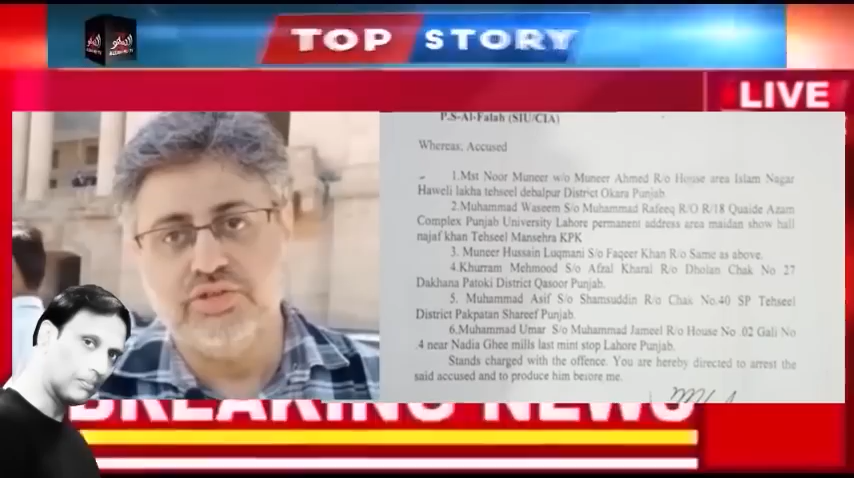 TOP STORY
LIVE
P.S-Al-Falah (SIU/CIA)
Whereas, Accused
1.Mst Noor Muneer w/o Muneer Ahmed R/o House area Islam Nagar
Haweli lakha tehseel debalpur District Okara Punjab.
2.Muhammad Waseem S/o Muhammad Rafeeq R/O R/18 Quaide Azam
Complex Punjab University Lahore permanent address area maidan show hall
najaf khan Tehseel Mansehra KPK
3. Muneer Hussain Luqmani S/o Faqeer Khan R/o Same as above.
4.Khurram Mehmood S/o Afzal Kharal R/o Dholan Chak No 27
Dakhana Patoki District Qasoor Punjab.
5. Muhammad Asif S/o Shamsuddin R/o Chak No.40 SP Tehseel
District Pakpatan Shareef Punjab.
6.Muhammad Umar S/o Muhammad Jameel R/o House No .02 Gali No
.4 near Nadia Ghee mills last mint stop Lahore Punjab.
Stands charged with the offence. You are hereby directed to arrest the
said accused and to produce him before me.
BREAKING NEWS